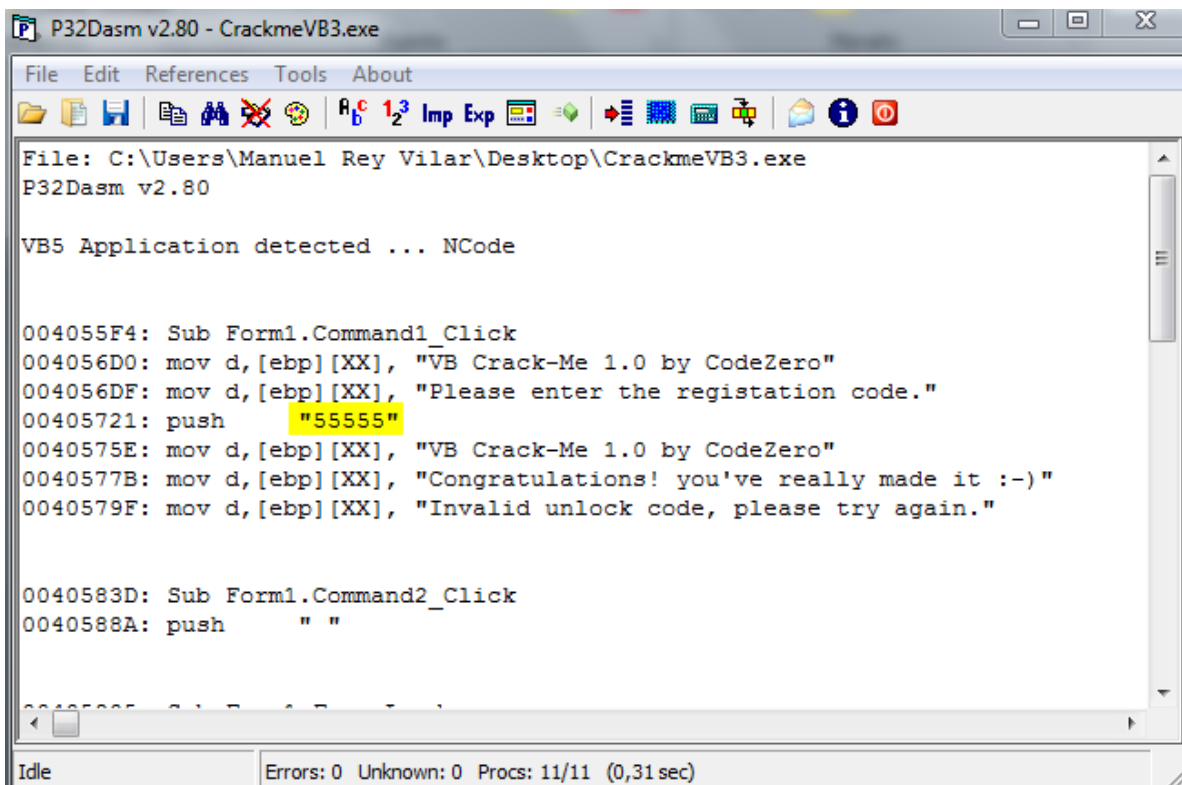 P32Dasm v2.80 - CrackmeVB3.exe
File Edit References Tools About
ABC 123 Imp Exp
File: C:\Users\Manuel Rey Vilar\Desktop\CrackmeVB3.exe
P32Dasm v2.80
VB5 Application detected ... NCode
004055F4: Sub Form1.Command1_Click
004056D0: mov d,[ebp][XX], "VB Crack-Me 1.0 by CodeZero"
004056DF: mov d,[ebp][XX], "Please enter the registation code."
00405721: push "55555"
0040575E: mov d,[ebp][XX], "VB Crack-Me 1.0 by CodeZero"
0040577B: mov d,[ebp][XX], "Congratulations! you've really made it :-)"
0040579F: mov d,[ebp][XX], "Invalid unlock code, please try again."
0040583D: Sub Form1.Command2_Click
0040588A: push " "
Idle Errors: 0 Unknown: 0 Procs: 11/11 (0,31 sec)